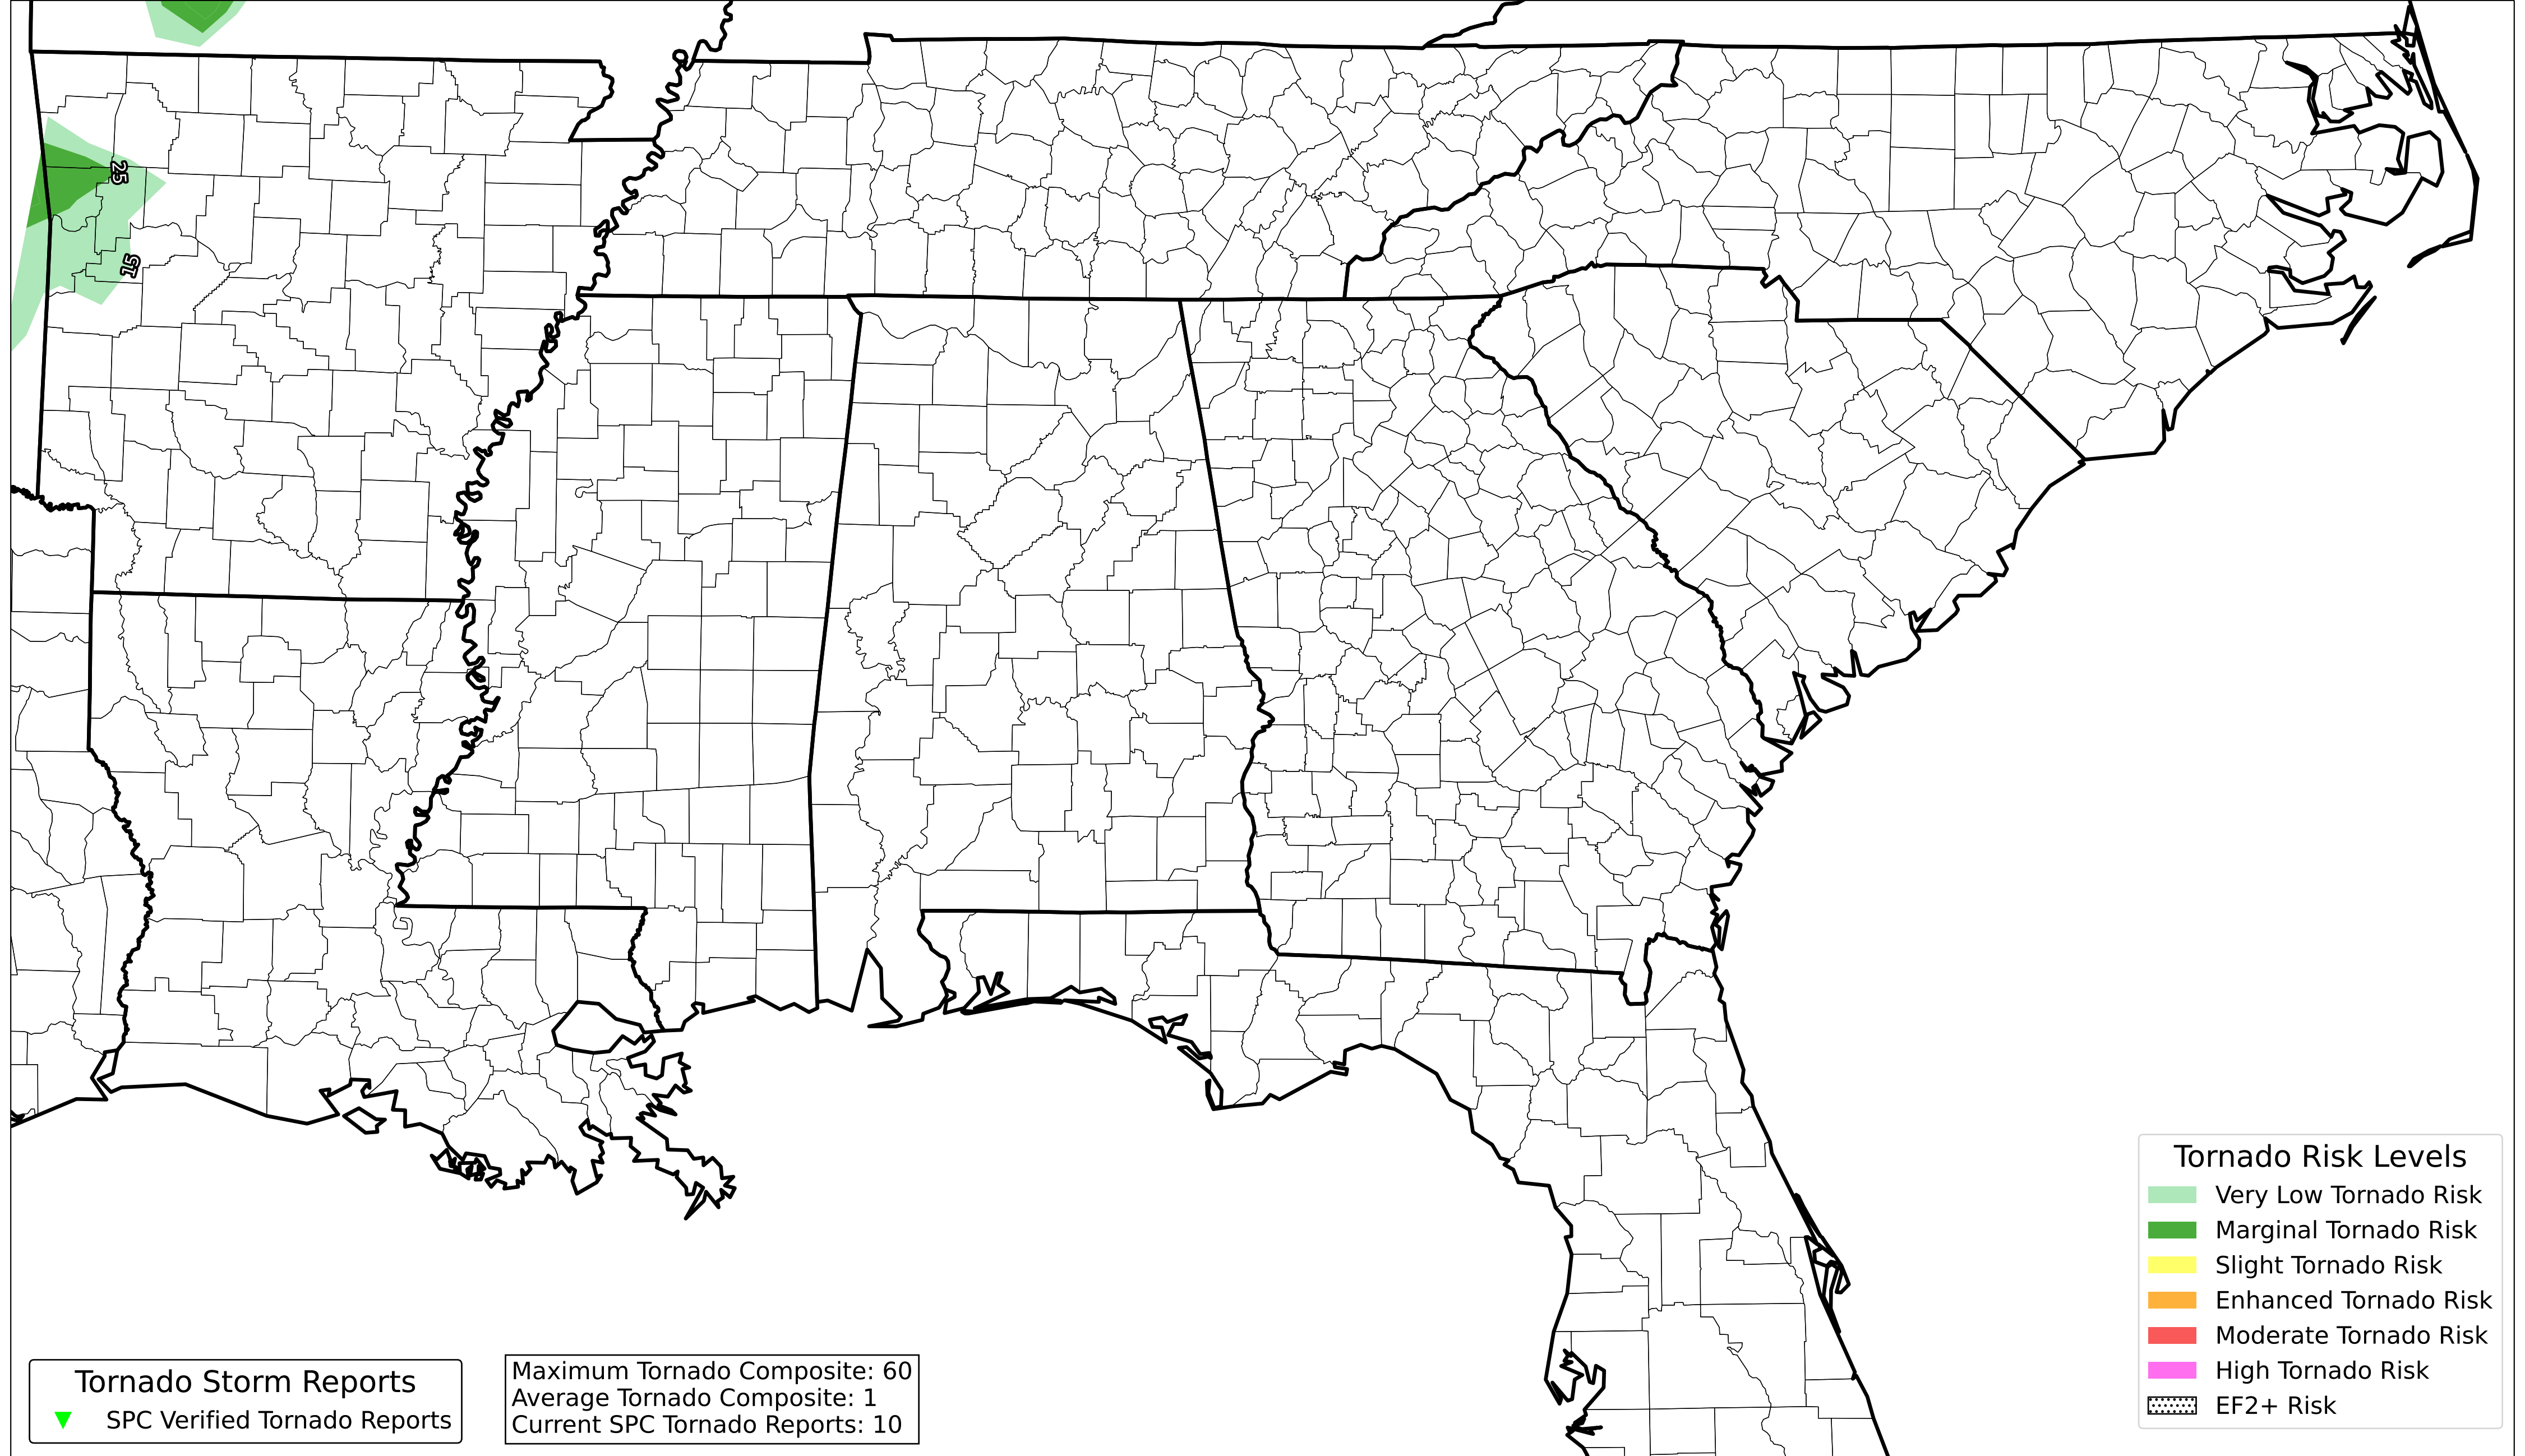 25
15
Tornado Risk Levels
Very Low Tornado Risk
Marginal Tornado Risk
Slight Tornado Risk
Enhanced Tornado Risk
Moderate Tornado Risk
High Tornado Risk
EF2+ Risk
Tornado Storm Reports
SPC Verified Tornado Reports
Maximum Tornado Composite: 60
Average Tornado Composite: 1
Current SPC Tornado Reports: 10